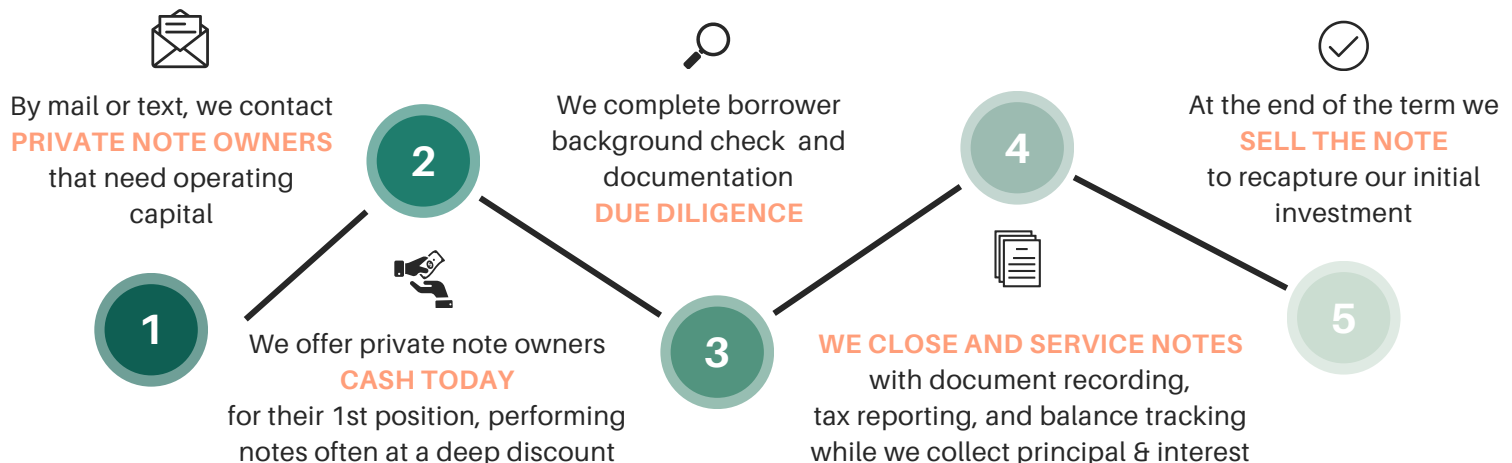 By mail or text, we contact
PRIVATE NOTE OWNERS
that need operating
capital
1
2
We offer private note owners
CASH TODAY
for their 1st position, performing
notes often at a deep discount
We complete borrower
background check and
documentation
DUE DILIGENCE
3
4
WE CLOSE AND SERVICE NOTES
with document recording,
tax reporting, and balance tracking
while we collect principal & interest
At the end of the term we
SELL THE NOTE
to recapture our initial
investment
5